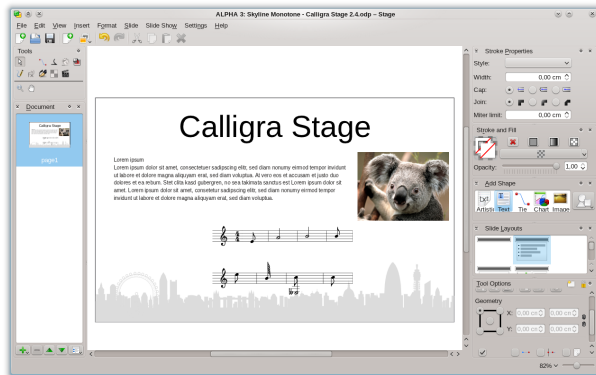 ALPHA 3: Skyline Monotone - Calligra Stage 2.4.odp – Stage
File Edit View Insert Format Slide Slide Show Settings Help
Tools
Document
page1
Calligra Stage
Lorem ipsum
Lorem ipsum dolor sit amet, consectetuer sadipscing elitr, sed diam nonumy eirmod tempor invidunt
ut labore et dolore magna aliquyam erat, sed diam voluptua. At vero eos et accusam et justo duo
dolores et ea rebum. Stet clita kasd gubergren, no sea takimata sanctus est Lorem ipsum dolor sit
amet. Lorem ipsum dolor sit amet, consetetur sadipscing elitr, sed diam nonumy eirmod tempor
invidunt ut labore et dolore magna aliquyam erat, sed diam voluptua.
Stroke Properties
Style:
Width: 0,00 cm
Cap:
Join:
Miter limit: 0,00 cm
Stroke and Fill
Opacity: 1,00
Add Shape
Artistic Text Tie Chart Image
Slide Layouts
Tool Options
Geometry
X: 0,00 cm 0,00 cm
Y: 0,00 cm 0,00 cm
82%